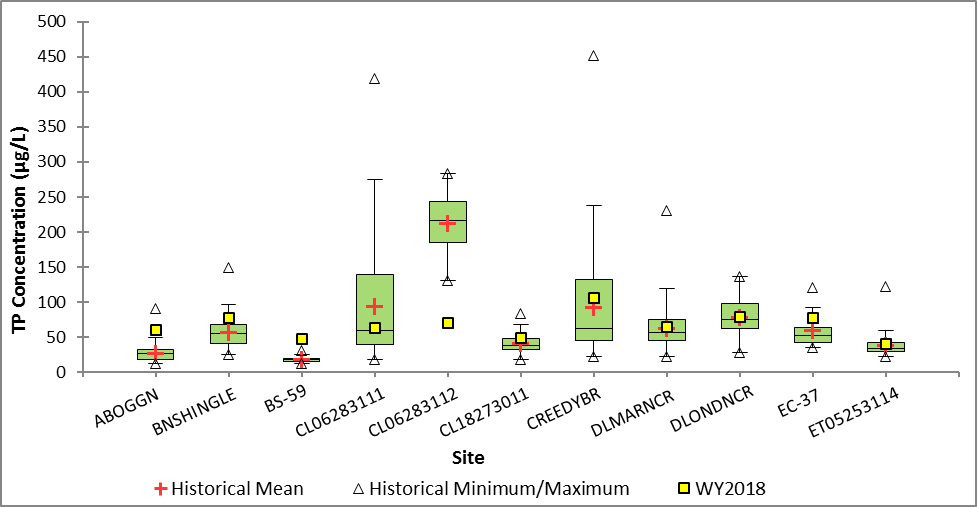 500
450
400
350
300
250
200
150
100
50
0
TP Concentration (µg/L)
ABOGGN
BNSHINGLE
BS-59
CL06283111
CL06283112
CL18273011
CREEDYBR
DLMARNCR
DLONDNCR
EC-37
ET05253114
Site
Historical Mean
Historical Minimum/Maximum
WY2018